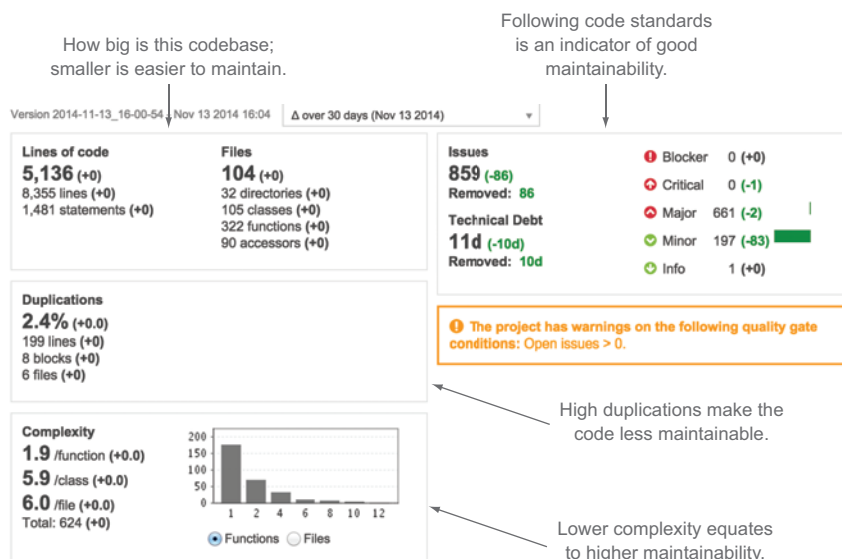 How big is this codebase;
smaller is easier to maintain.
Following code standards
is an indicator of good
maintainability.
Version 2014-11-13_16-00-54 Nov 13 2014 16:04
Δ over 30 days (Nov 13 2014)
Lines of code
5,136 (+0)
8,355 lines (+0)
1,481 statements (+0)
Files
104 (+0)
32 directories (+0)
105 classes (+0)
322 functions (+0)
90 accessors (+0)
Issues
859 (-86)
Removed: 86
Technical Debt
11d (-10d)
Removed: 10d
Blocker 0 (+0)
Critical 0 (-1)
Major 661 (-2)
Minor 197 (-83)
Info 1 (+0)
Duplications
2.4% (+0.0)
199 lines (+0)
8 blocks (+0)
6 files (+0)
The project has warnings on the following quality gate
conditions: Open issues > 0.
High duplications make the
code less maintainable.
Complexity
1.9 /function (+0.0)
5.9 /class (+0.0)
6.0 /file (+0.0)
Total: 624 (+0)
200
150
100
50
0
1 2 4 6 8 10 12
Functions Files
Lower complexity equates
to higher maintainability.